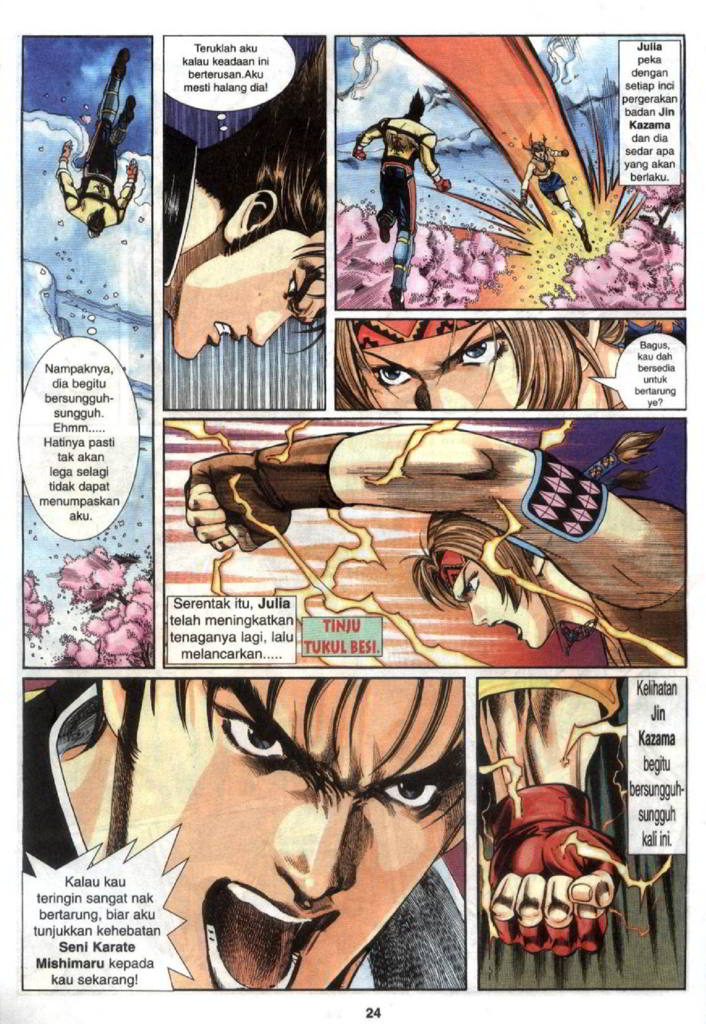 Nampaknya,
dia begitu
bersungguh-
sungguh.
Ehmm.....
Hatinya pasti
tak akan
lega selagi
tidak dapat
menumpaskan
aku.
Teruklah aku
kalau keadaan ini
berterusan.Aku
mesti halang dia!
Julia
peka
dengan
setiap inci
pergerakan
badan Jin
Kazama
dan dia
sedar apa
yang akan
berlaku.
Bagus,
kau dah
bersedia
untuk
bertarung
ye?
Serentak itu, Julia
telah meningkatkan
tenaganya lagi, lalu
melancarkan.....
TINJU
TUKUL BESI.
Kalau kau
teringin sangat nak
bertarung, biar aku
tunjukkan kehebatan
Seni Karate
Mishimaru kepada
kau sekarang!
Kelihatan
Jin
Kazama
begitu
bersungguh-
sungguh
kali ini.
24